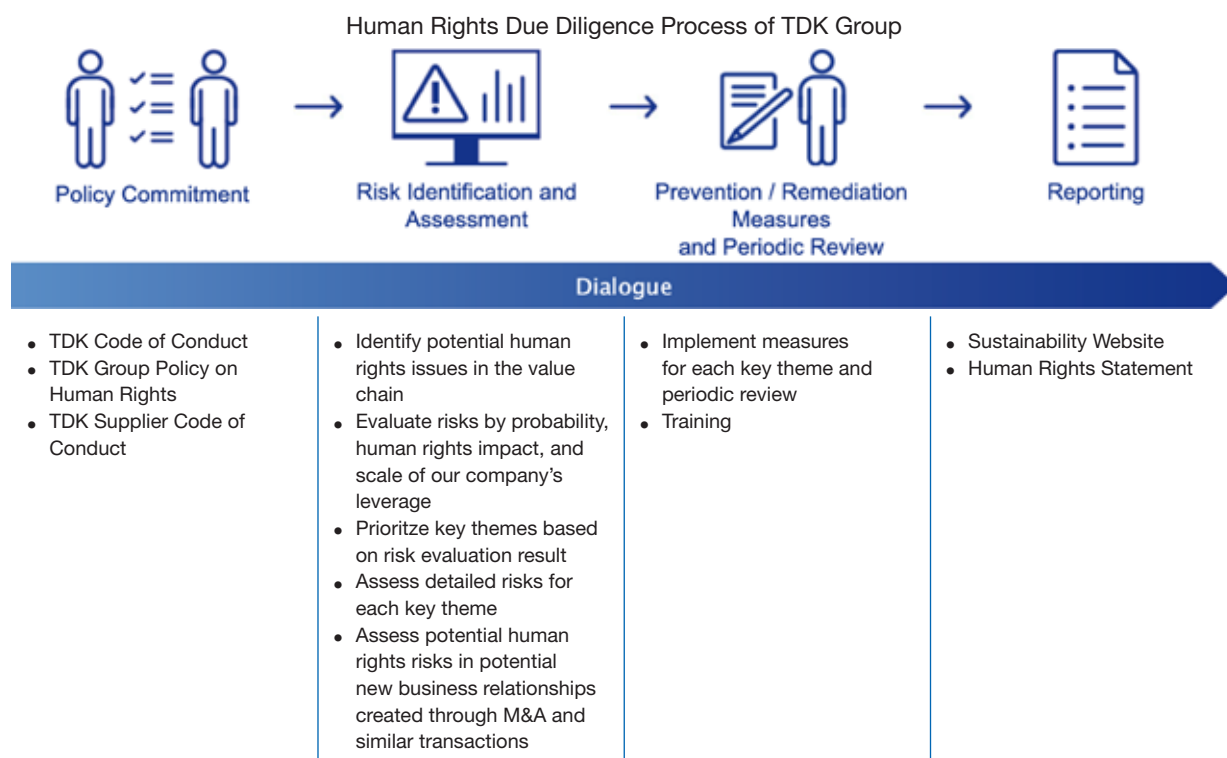 Human Rights Due Diligence Process of TDK Group
Policy Commitment
Risk Identification and
Assessment
Prevention / Remediation
Measures
and Periodic Review
Reporting
Dialogue
• TDK Code of Conduct
• TDK Group Policy on
Human Rights
• TDK Supplier Code of
Conduct
• Identify potential human
rights issues in the value
chain
• Evaluate risks by probability,
human rights impact, and
scale of our company's
leverage
• Prioritze key themes based
on risk evaluation result
• Assess detailed risks for
each key theme
• Assess potential human
rights risks in potential
new business relationships
created through M&A and
similar transactions
• Implement measures
for each key theme and
periodic review
• Training
• Sustainability Website
• Human Rights Statement